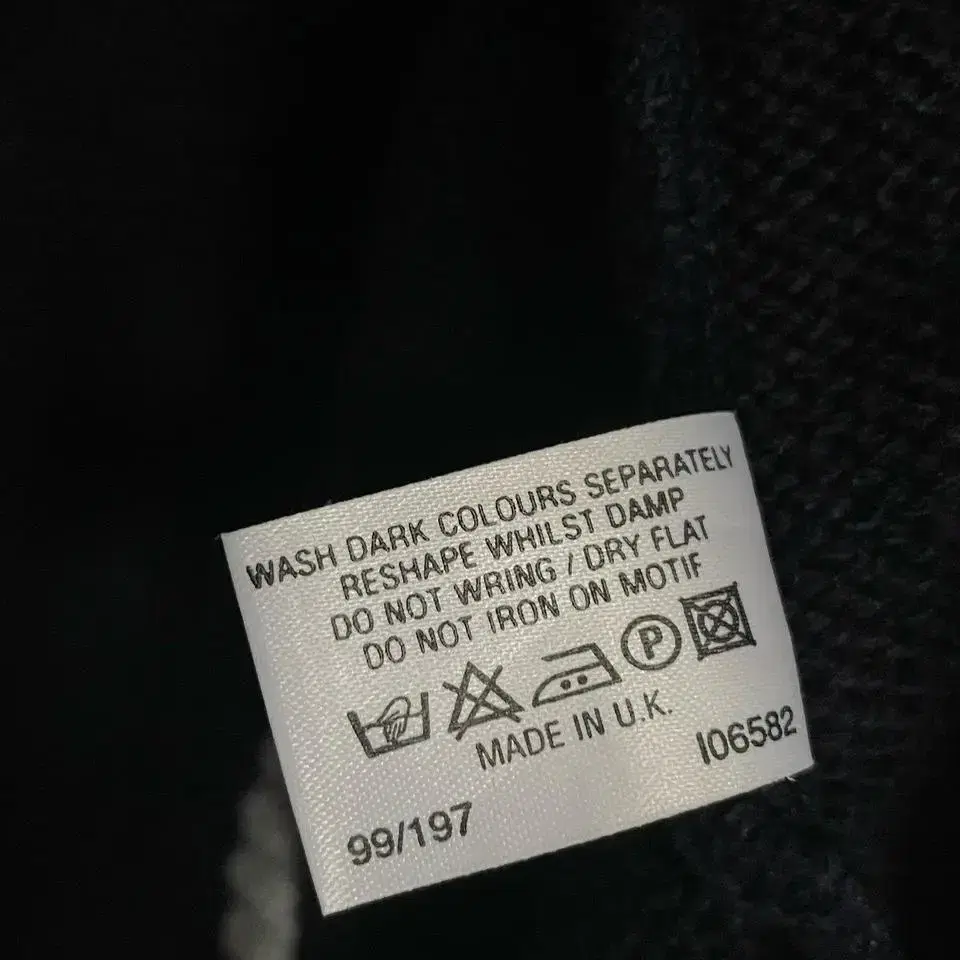 WASH DARK COLOURS SEPARATELY
RESHAPE WHILST DAMP
DO NOT WRING / DRY FLAT
DO NOT IRON ON MOTIF
P
MADE IN U.K.
I06582
99/197